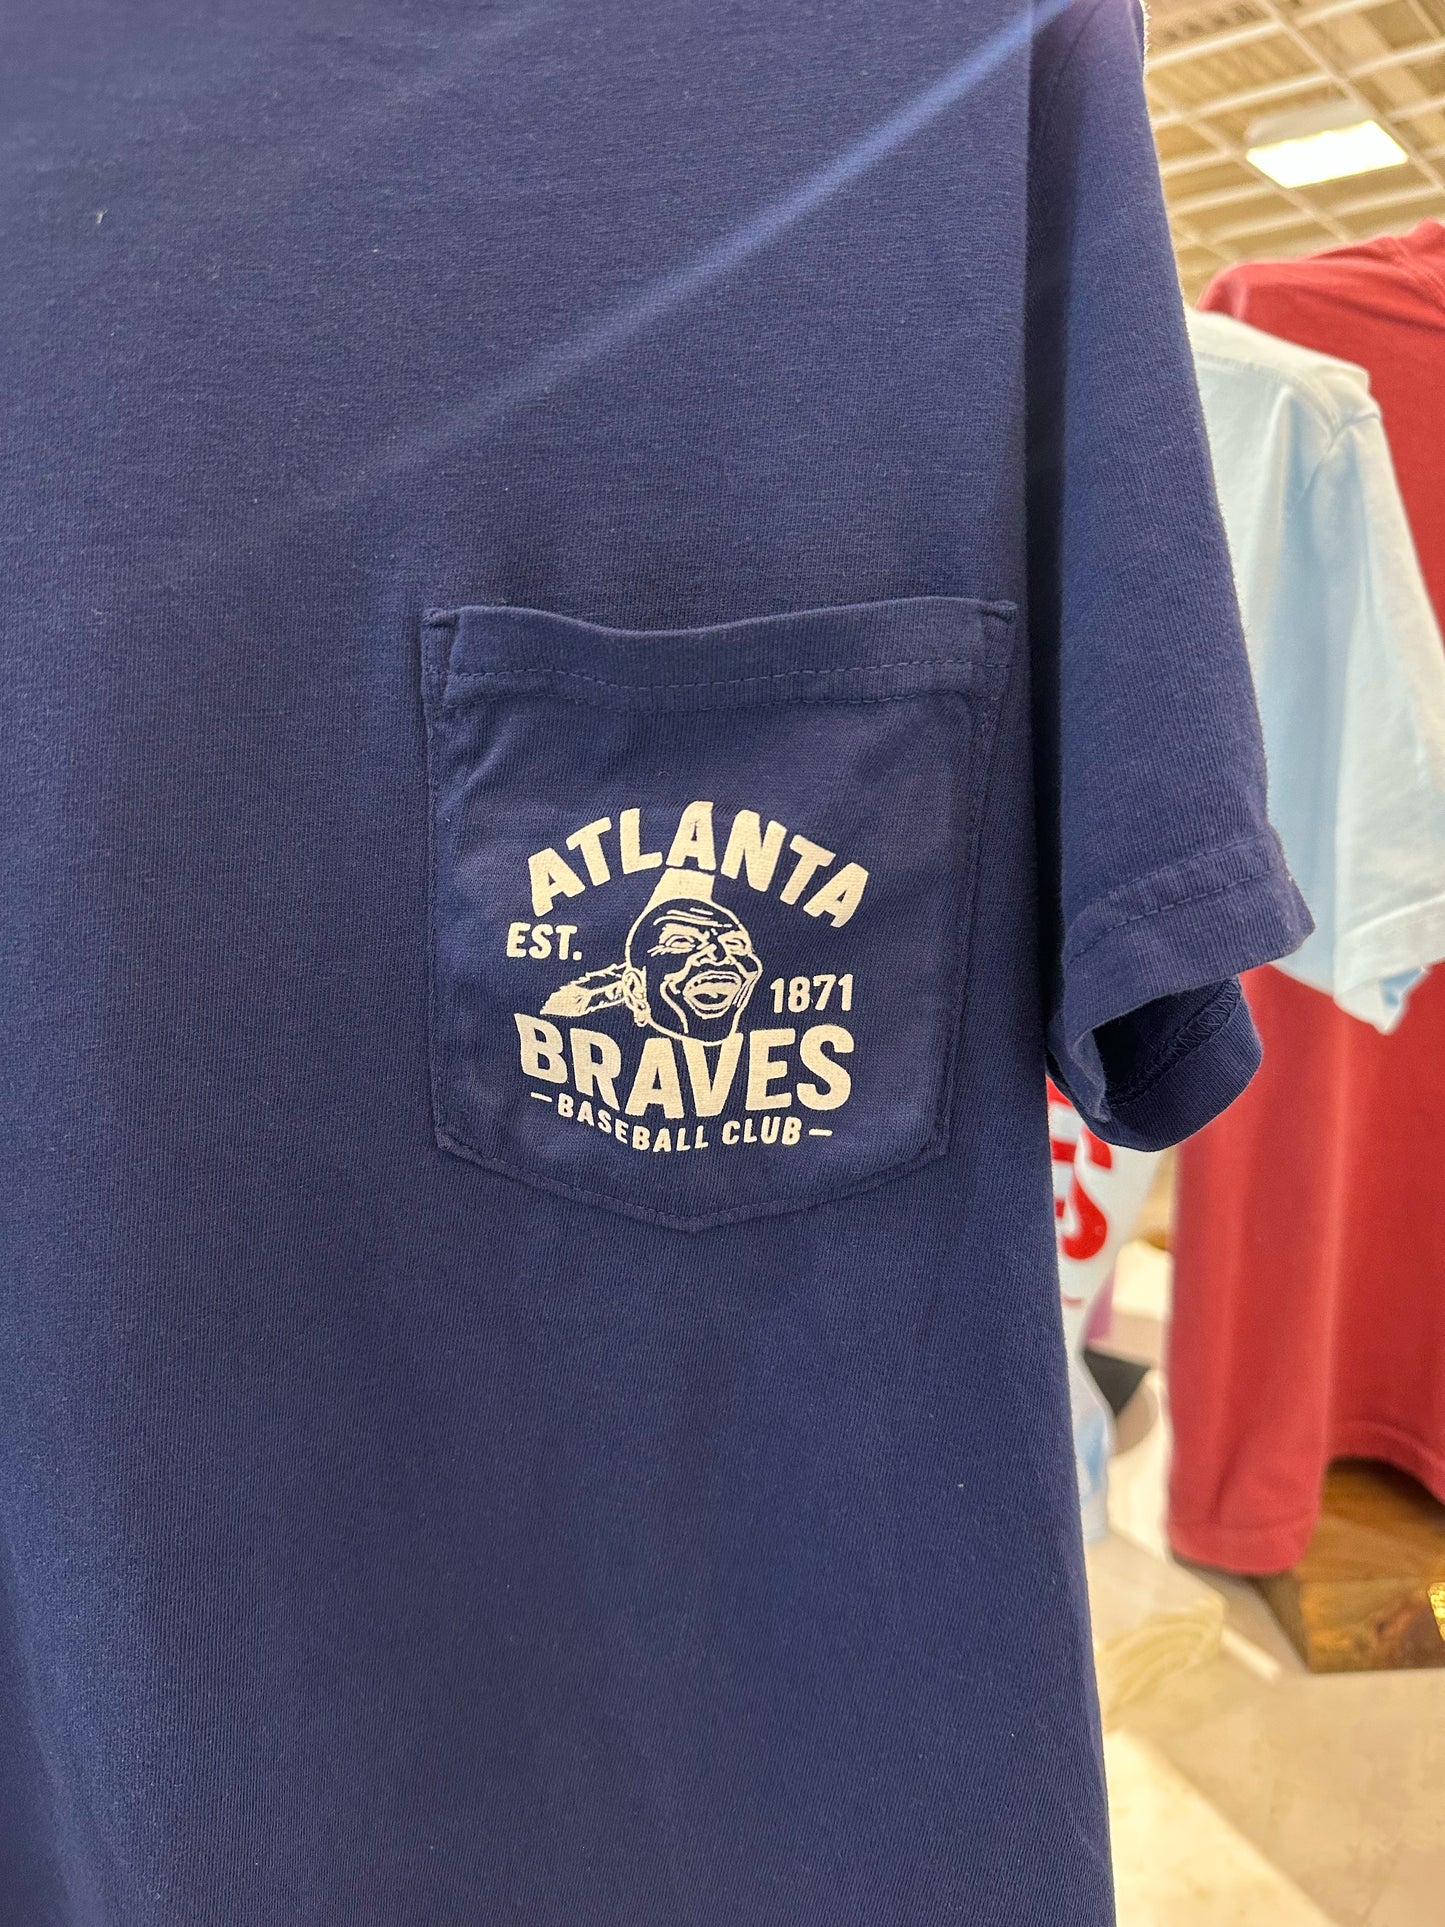 ATLANTA
EST.
1871
BRAVES
-BASEBALL CLUB-